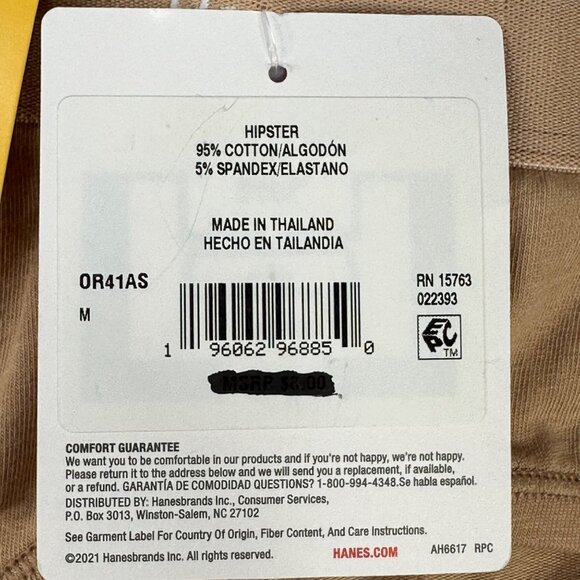 HIPSTER
95% COTTON/ALGODÓN
5% SPANDEX/ELASTANO
MADE IN THAILAND
HECHO EN TAILANDIA
OR41AS
M
RN 15763
022393
EPC TM
1 96062 96885 0
MSRP $8.00
COMFORT GUARANTEE
We want you to be comfortable in our products and if you're not happy, we're not happy.
Please return it to the address below and we will send you a replacement, if available,
or a refund. GARANTÍA DE COMODIDAD QUESTIONS? 1-800-994-4348.Se habla español.
DISTRIBUTED BY: Hanesbrands Inc., Consumer Services,
P.O. Box 3013, Winston-Salem, NC 27102
See Garment Label For Country Of Origin, Fiber Content, And Care Instructions.
©2021 Hanesbrands Inc. All rights reserved. HANES.COM AH6617 RPC